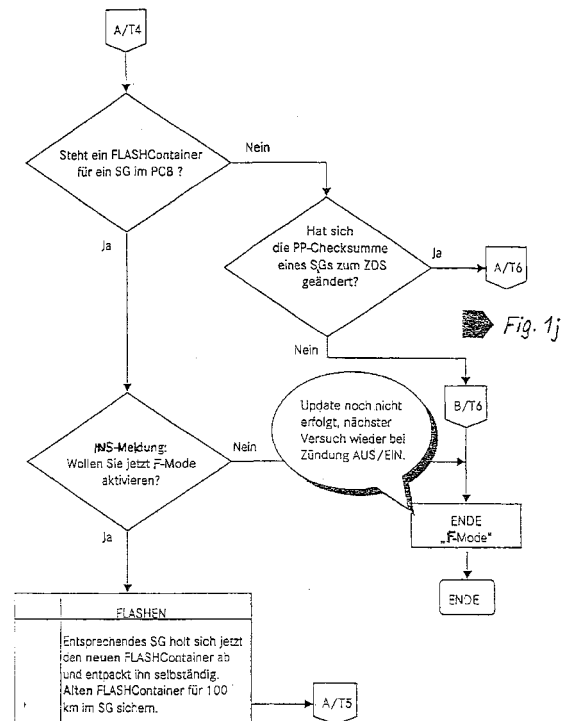 A/T4
Steht ein FLASHContainer
für ein SG im PCB ?
Nein
Ja
Hat sich
die PP-Checksumme
eines SGs zum ZDS
geändert?
Ja
A/T6
Fig. 1j
Nein
B/T6
Update noch nicht
erfolgt, nächster
Versuch wieder bei
Zündung AUS/EIN.
INS-Meldung:
Wollen Sie jetzt F-Mode
aktivieren?
Nein
Ja
ENDE
„F-Mode"
ENDE
FLASHEN
Entsprechendes SG holt sich jetzt
den neuen FLASHContainer ab
und entpackt ihn selbständig.
Alten FLASHContainer für 100
km im SG sichern.
A/T5